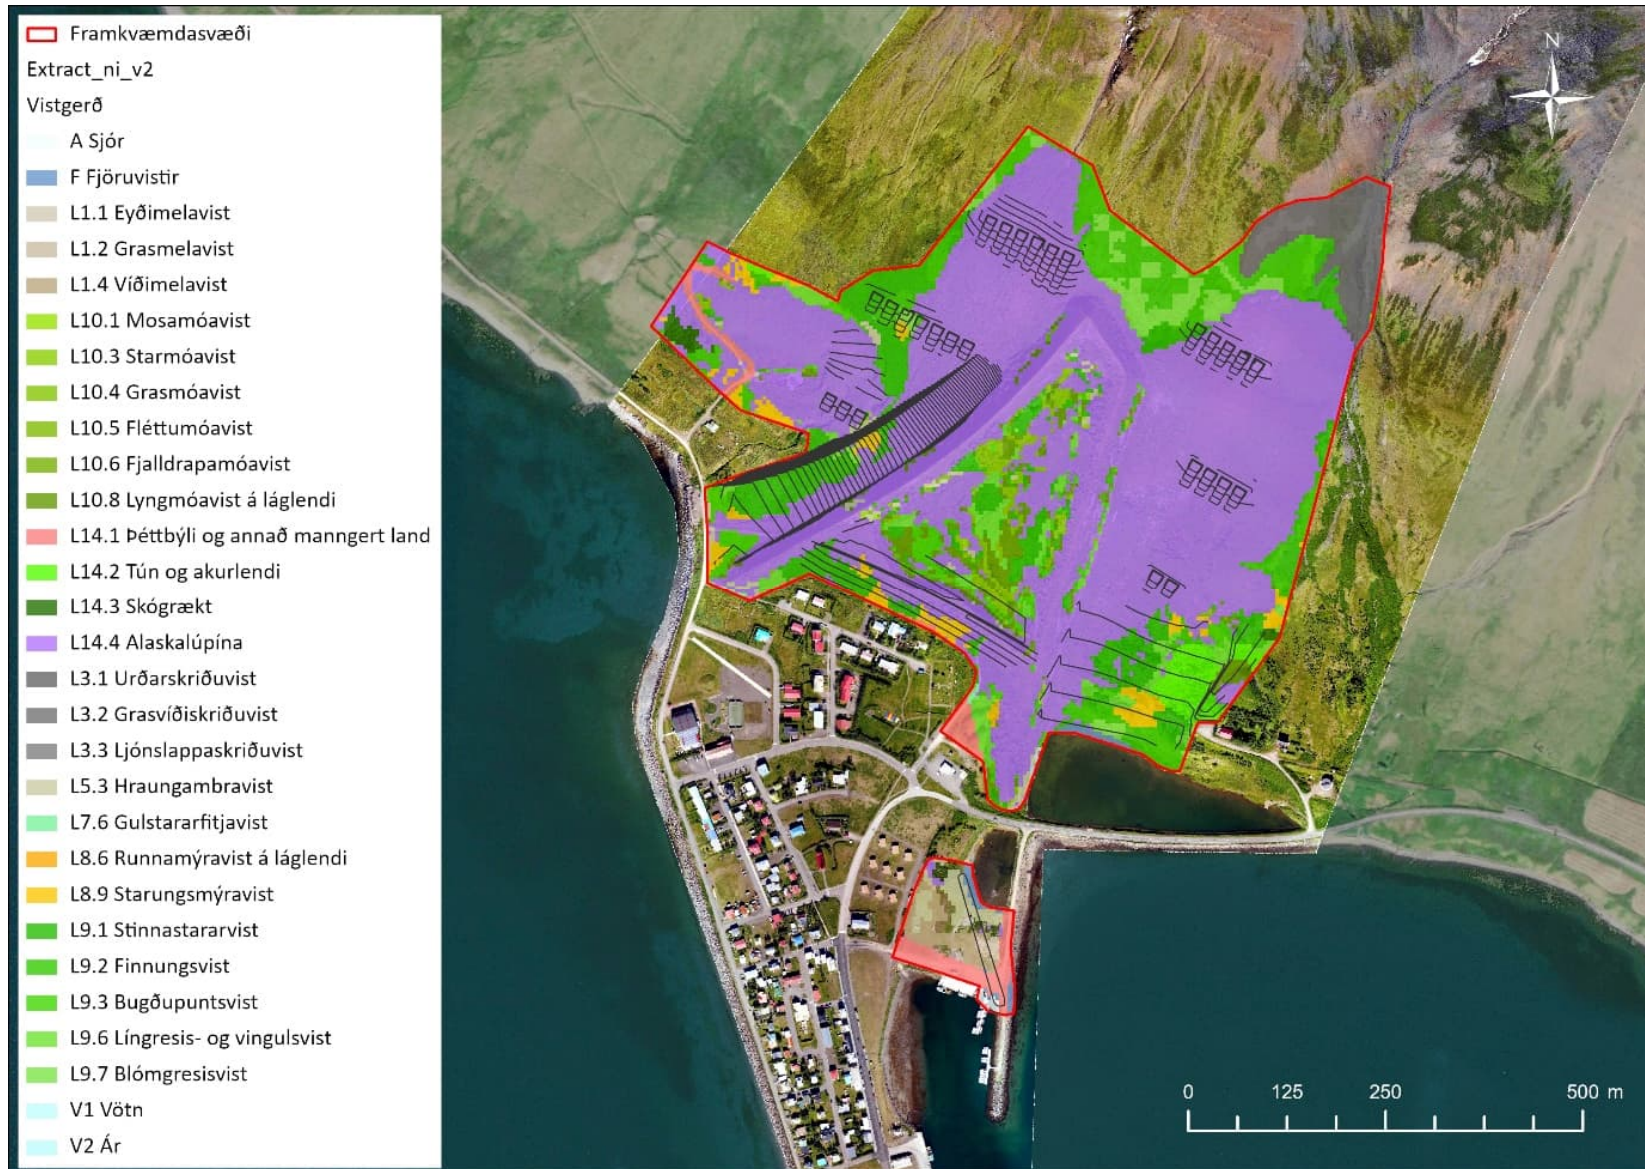 Framkvæmdasvæði
Extract_ni_v2
Vistgerð
A Sjór
F Fjöruvistir
L1.1 Eyðimelavist
L1.2 Grasmelavist
L1.4 Víðimelavist
L10.1 Mosamóavist
L10.3 Starmóavist
L10.4 Grasmóavist
L10.5 Fléttumóavist
L10.6 Fjalldrapamóavist
L10.8 Lyngmóavist á láglendi
L14.1 Þéttbýli og annað manngert land
L14.2 Tún og akurlendi
L14.3 Skógrækt
L14.4 Alaskalúpína
L3.1 Urðarskriðuvist
L3.2 Grasvíðiskriðuvist
L3.3 Ljónslappaskriðuvist
L5.3 Hraungambravist
L7.6 Gulstararfitjavist
L8.6 Runnamýravist á láglendi
L8.9 Starungsmýravist
L9.1 Stinnastararvist
L9.2 Finnungsvist
L9.3 Bugðupuntsvist
L9.6 Língresis- og vingulsvist
L9.7 Blómgresisvist
V1 Vötn
V2 Ár
N
0 125 250 500 m